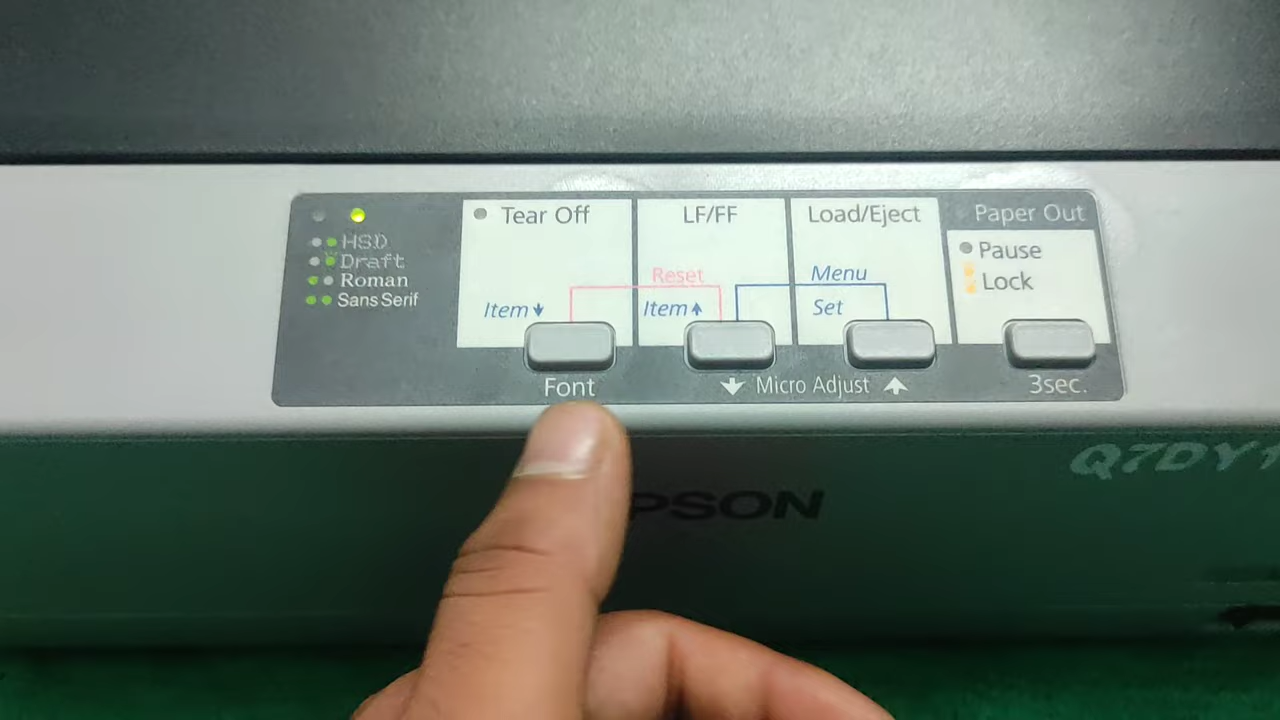 HSD
Draft
Roman
Sans Serif
Tear Off
Item
Font
LF/FF
Reset
Item
Load/Eject
Menu
Set
Micro Adjust
Paper Out
Pause
Lock
3sec.
PSON
Q7DY1